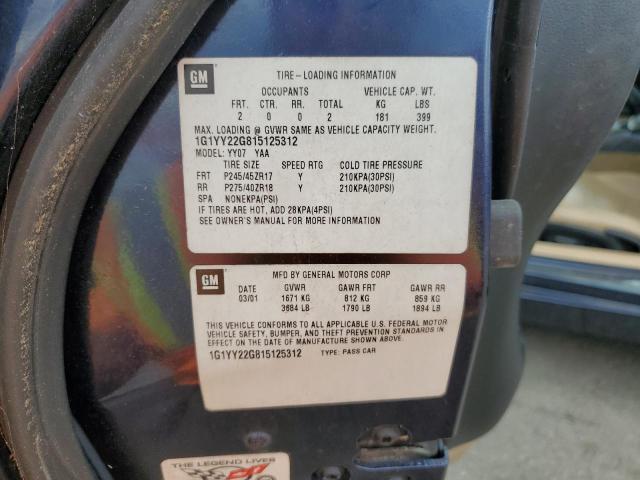 GM
TIRE-LOADING INFORMATION
OCCUPANTS VEHICLE CAP. WT.
FRT. CTR. RR. TOTAL KG LBS
2 0 0 2 181 399
MAX. LOADING @ GVWR SAME AS VEHICLE CAPACITY WEIGHT.
1G1YY22G815125312
MODEL: YY07 YAA
TIRE SIZE SPEED RTG COLD TIRE PRESSURE
FRT P245/45ZR17 Y 210KPA(30PSI)
RR P275/40ZR18 Y 210KPA(30PSI)
SPA NONEKPA(PSI)
IF TIRES ARE HOT, ADD 28KPA(4PSI)
SEE OWNER'S MANUAL FOR MORE INFORMATION
GM
MFD BY GENERAL MOTORS CORP
DATE GVWR GAWR FRT GAWR RR
03/01 1671 KG 812 KG 859 KG
3684 LB 1790 LB 1894 LB
THIS VEHICLE CONFORMS TO ALL APPLICABLE U.S. FEDERAL MOTOR
VEHICLE SAFETY, BUMPER, AND THEFT PREVENTION STANDARDS IN
EFFECT ON THE DATE OF MANUFACTURE SHOWN ABOVE.
1G1YY22G815125312 TYPE: PASS CAR
THE LEGEND LIVES